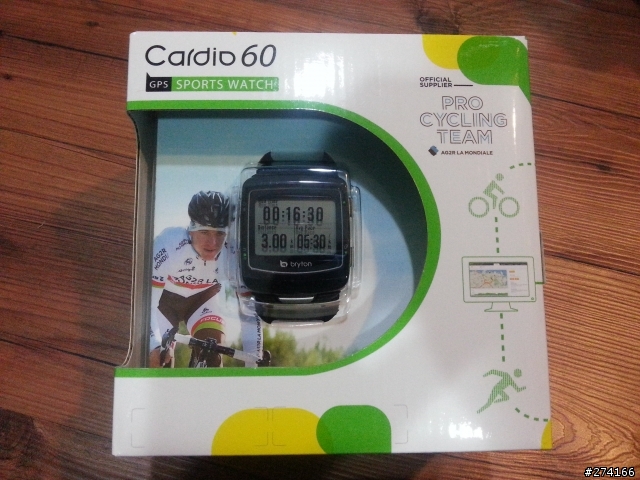 Cardio 60
GPS SPORTS WATCH
OFFICIAL
SUPPLIER
PRO
CYCLING
TEAM
AG2R LA MONDIALE
00:16:30
3.00
05:30
bryton
AG2R
#274166